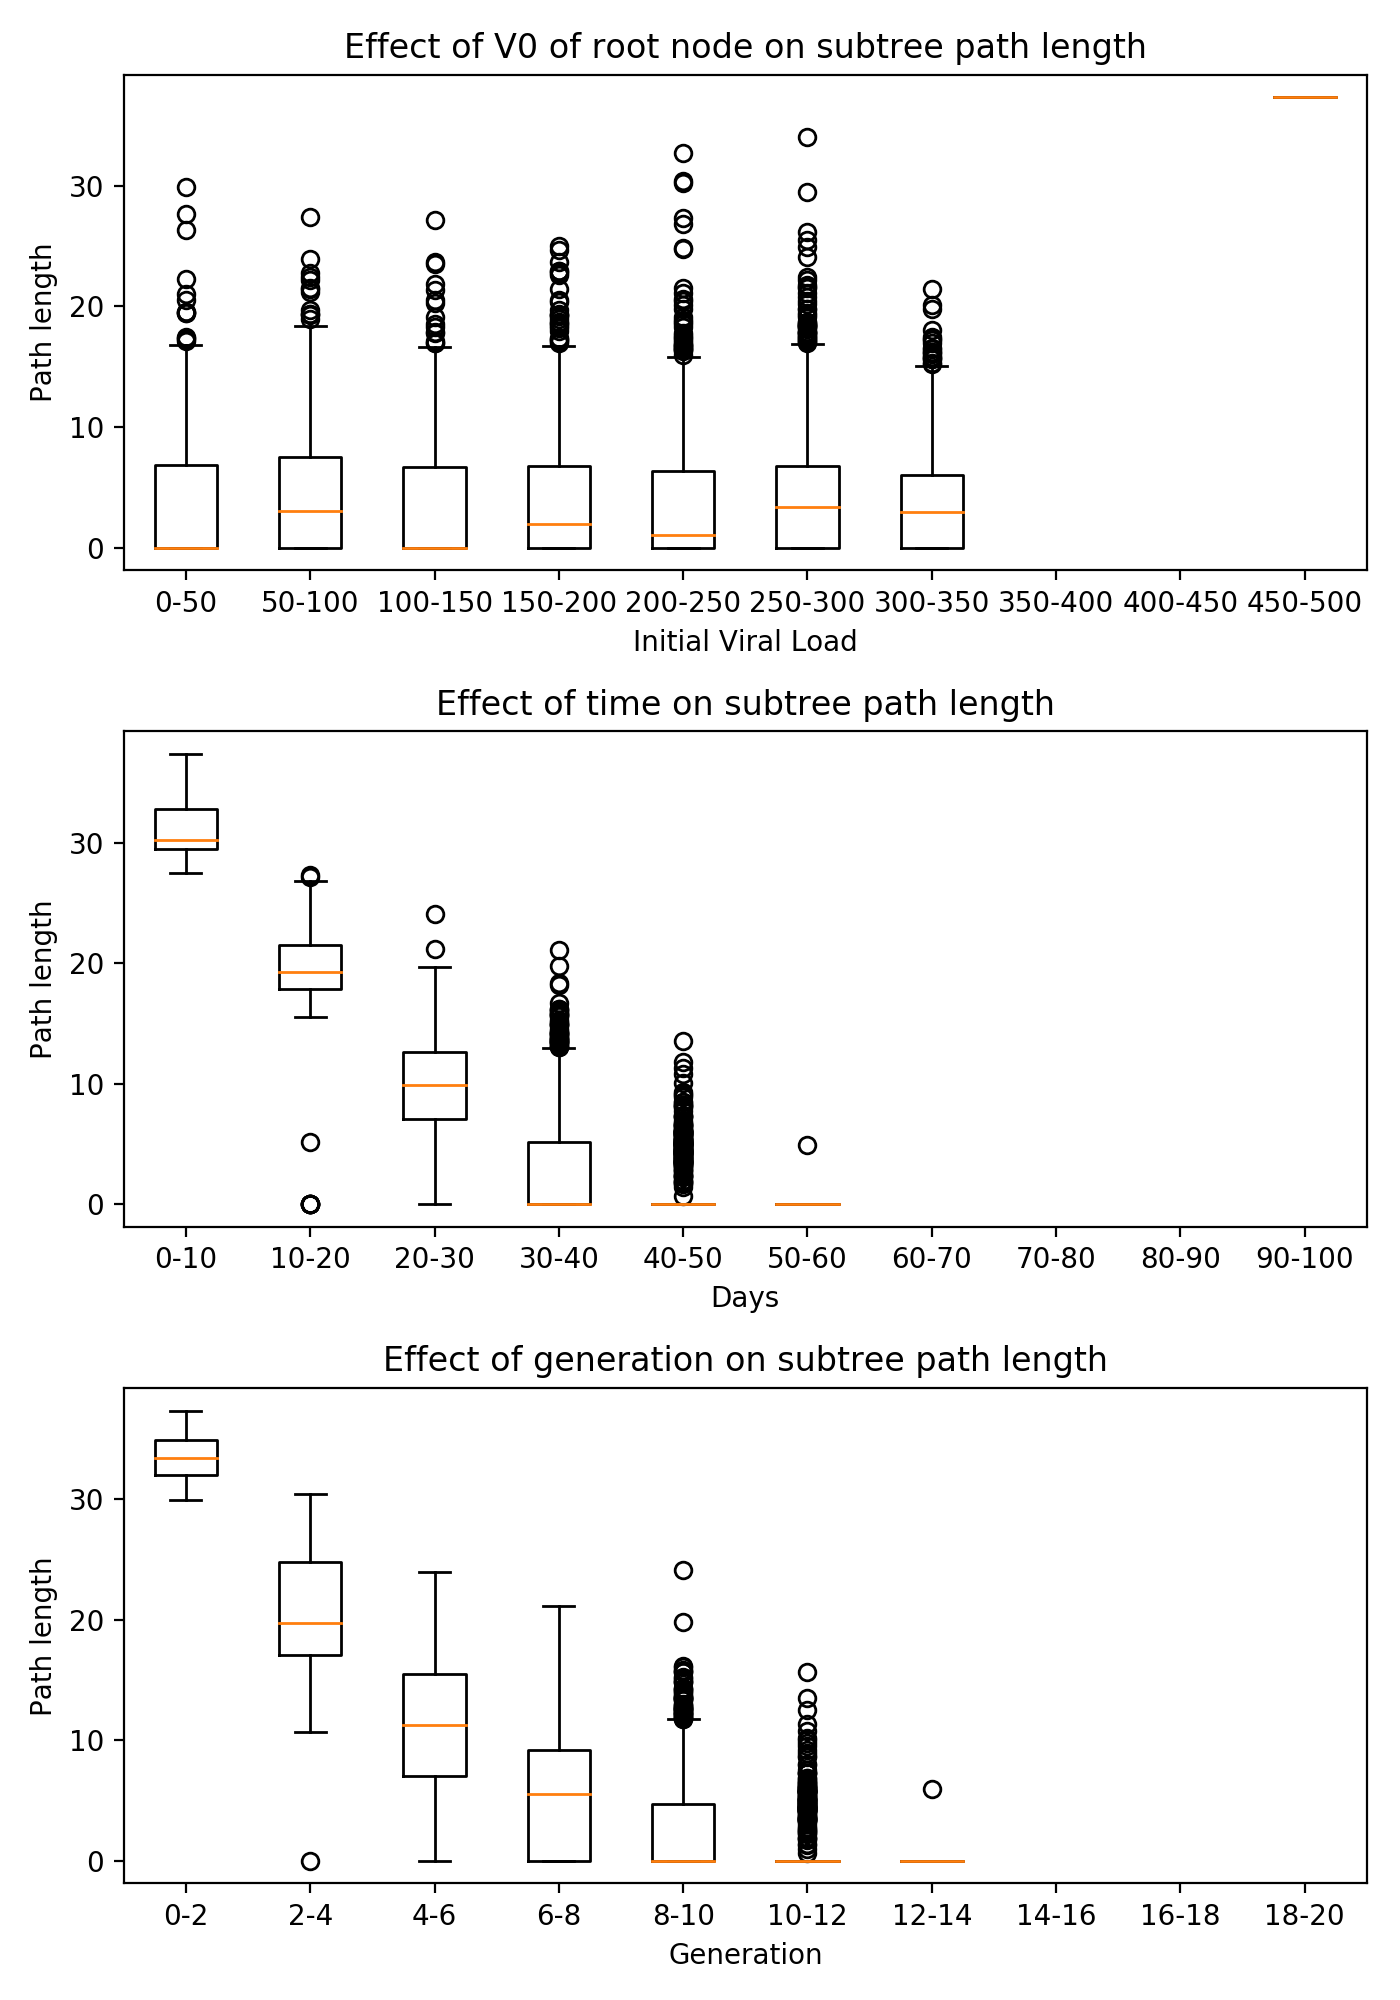 Effect of V0 of root node on subtree path length
Path length
30
20
10
0
0-50 50-100 100-150 150-200 200-250 250-300 300-350 350-400 400-450 450-500
Initial Viral Load
Effect of time on subtree path length
Path length
30
20
10
0
0-10 10-20 20-30 30-40 40-50 50-60 60-70 70-80 80-90 90-100
Days
Effect of generation on subtree path length
Path length
30
20
10
0
0-2 2-4 4-6 6-8 8-10 10-12 12-14 14-16 16-18 18-20
Generation